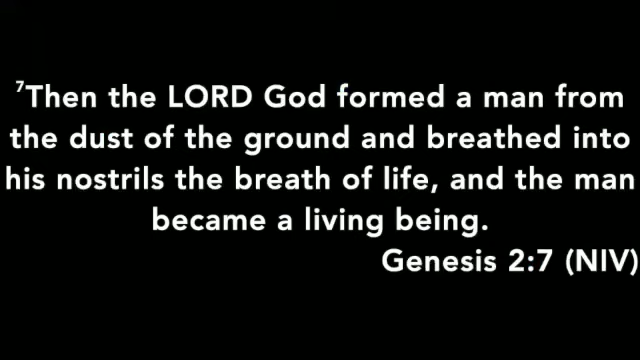 ⁷Then the LORD God formed a man from
the dust of the ground and breathed into
his nostrils the breath of life, and the man
became a living being.
Genesis 2:7 (NIV)